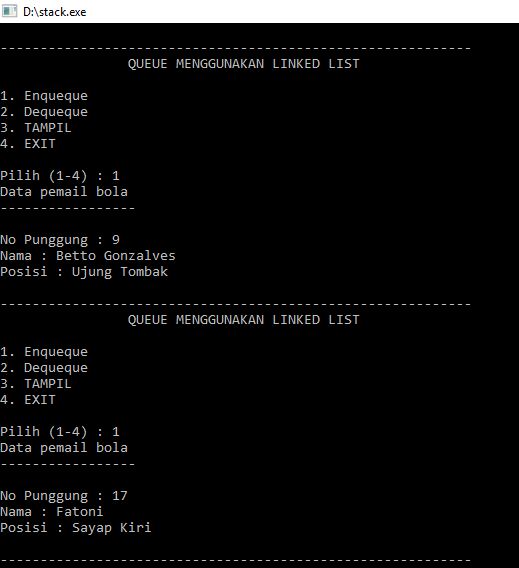 D:\stack.exe
-----------------------------------------------------------
QUEUE MENGGUNAKAN LINKED LIST
1. Enqueque
2. Dequeque
3. TAMPIL
4. EXIT
Pilih (1-4) : 1
Data pemail bola
-----------------
No Punggung : 9
Nama : Betto Gonzalves
Posisi : Ujung Tombak
-----------------------------------------------------------
QUEUE MENGGUNAKAN LINKED LIST
1. Enqueque
2. Dequeque
3. TAMPIL
4. EXIT
Pilih (1-4) : 1
Data pemail bola
-----------------
No Punggung : 17
Nama : Fatoni
Posisi : Sayap Kiri
-----------------------------------------------------------